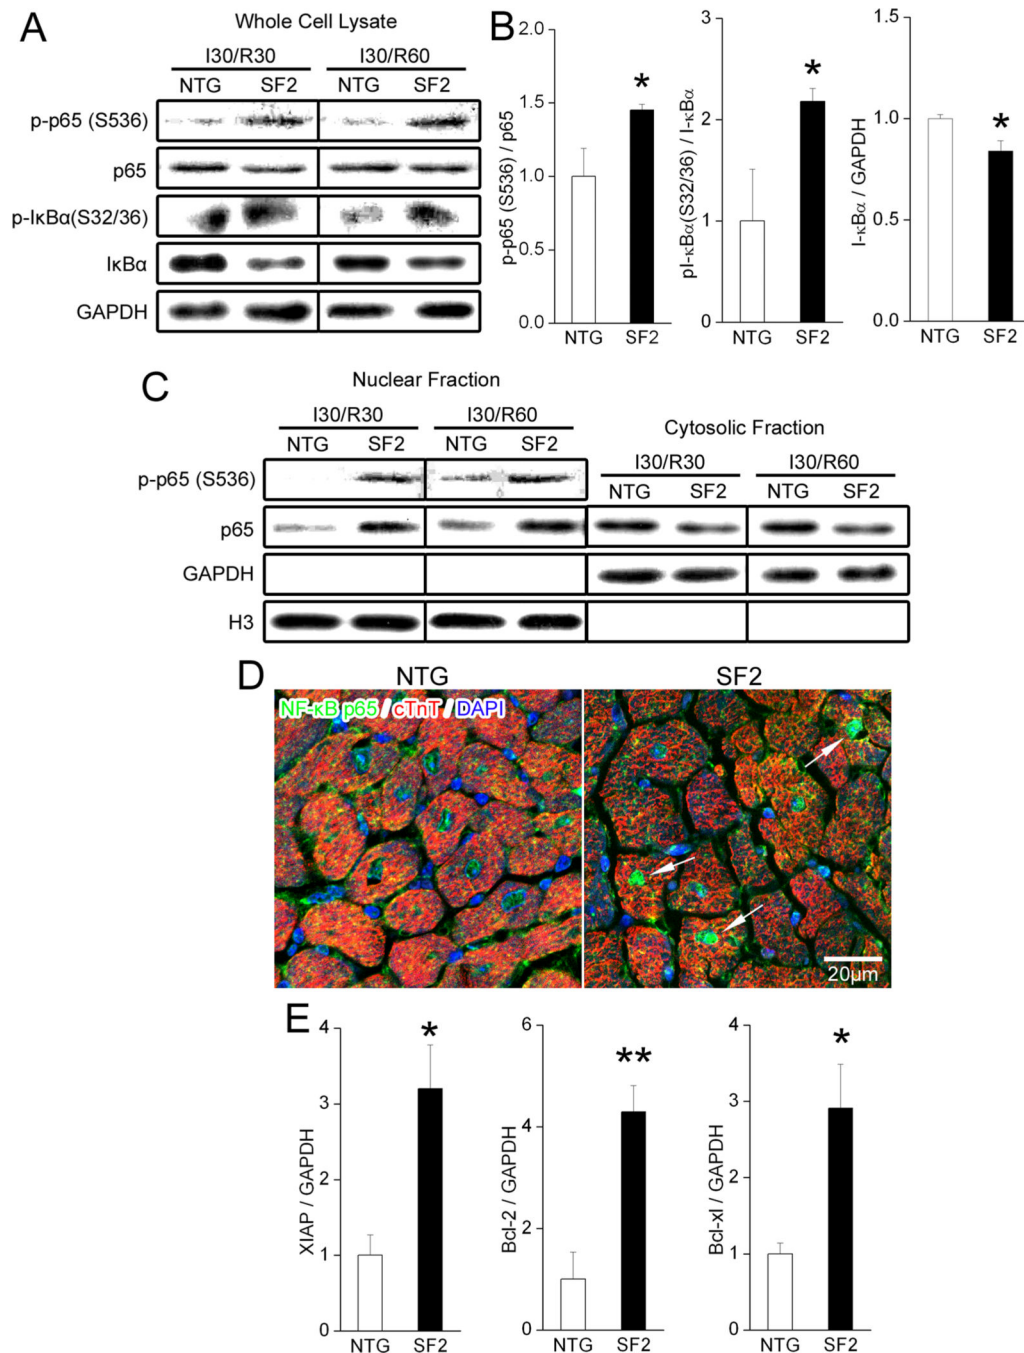 A
Whole Cell Lysate
I30/R30 I30/R60
NTG SF2 NTG SF2
p-p65 (S536)
p65
p-IκBα(S32/36)
IκBα
GAPDH
B
p-p65 (S536) / p65
2.0
1.5
1.0
0.5
0.0
*
NTG SF2
pI-κBα(S32/36) / I-κBα
3
2
1
0
*
NTG SF2
I-κBα / GAPDH
1.5
1.0
0.5
0.0
*
NTG SF2
C
Nuclear Fraction
I30/R30 I30/R60
NTG SF2 NTG SF2
Cytosolic Fraction
I30/R30 I30/R60
NTG SF2 NTG SF2
p-p65 (S536)
p65
GAPDH
H3
D
NTG SF2
NF-κB p65/cTnT/DAPI
20μm
E
XIAP / GAPDH
4
3
2
1
0
*
NTG SF2
Bcl-2 / GAPDH
6
4
2
0
**
NTG SF2
Bcl-xl / GAPDH
4
3
2
1
0
*
NTG SF2